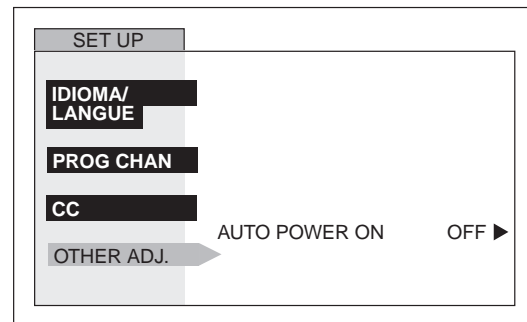 SET UP
IDIOMA/
LANGUE
PROG CHAN
CC
OTHER ADJ.
AUTO POWER ON OFF ▶